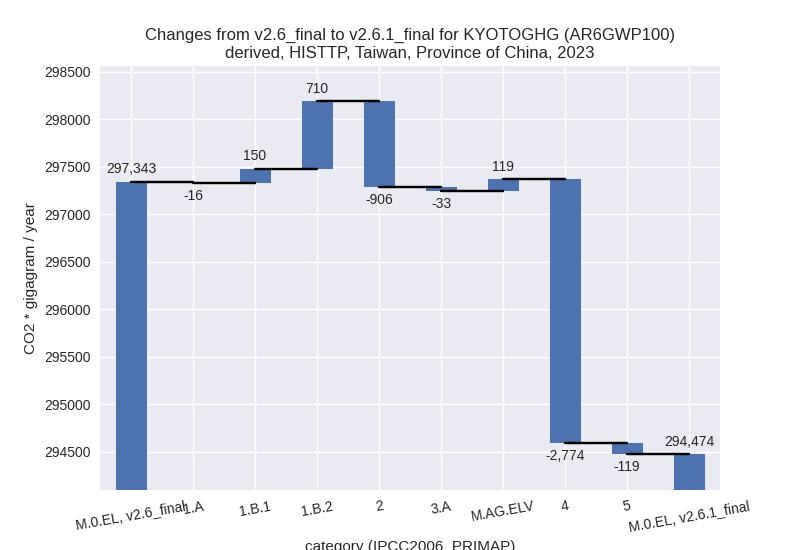 Changes from v2.6_final to v2.6.1_final for KYOTOGHG (AR6GWP100)
derived, HISTTP, Taiwan, Province of China, 2023
298500
298000
297500
297000
296500
296000
295500
295000
294500
CO2 * gigagram / year
297,343
-16
150
710
-906
-33
119
-2,774
-119
294,474
M.0.EL, v2.6_final
1.A
1.B.1
1.B.2
2
3.A
M.AG.ELV
4
5
M.0.EL, v2.6.1_final
category (IPCC2006_PRIMAP)